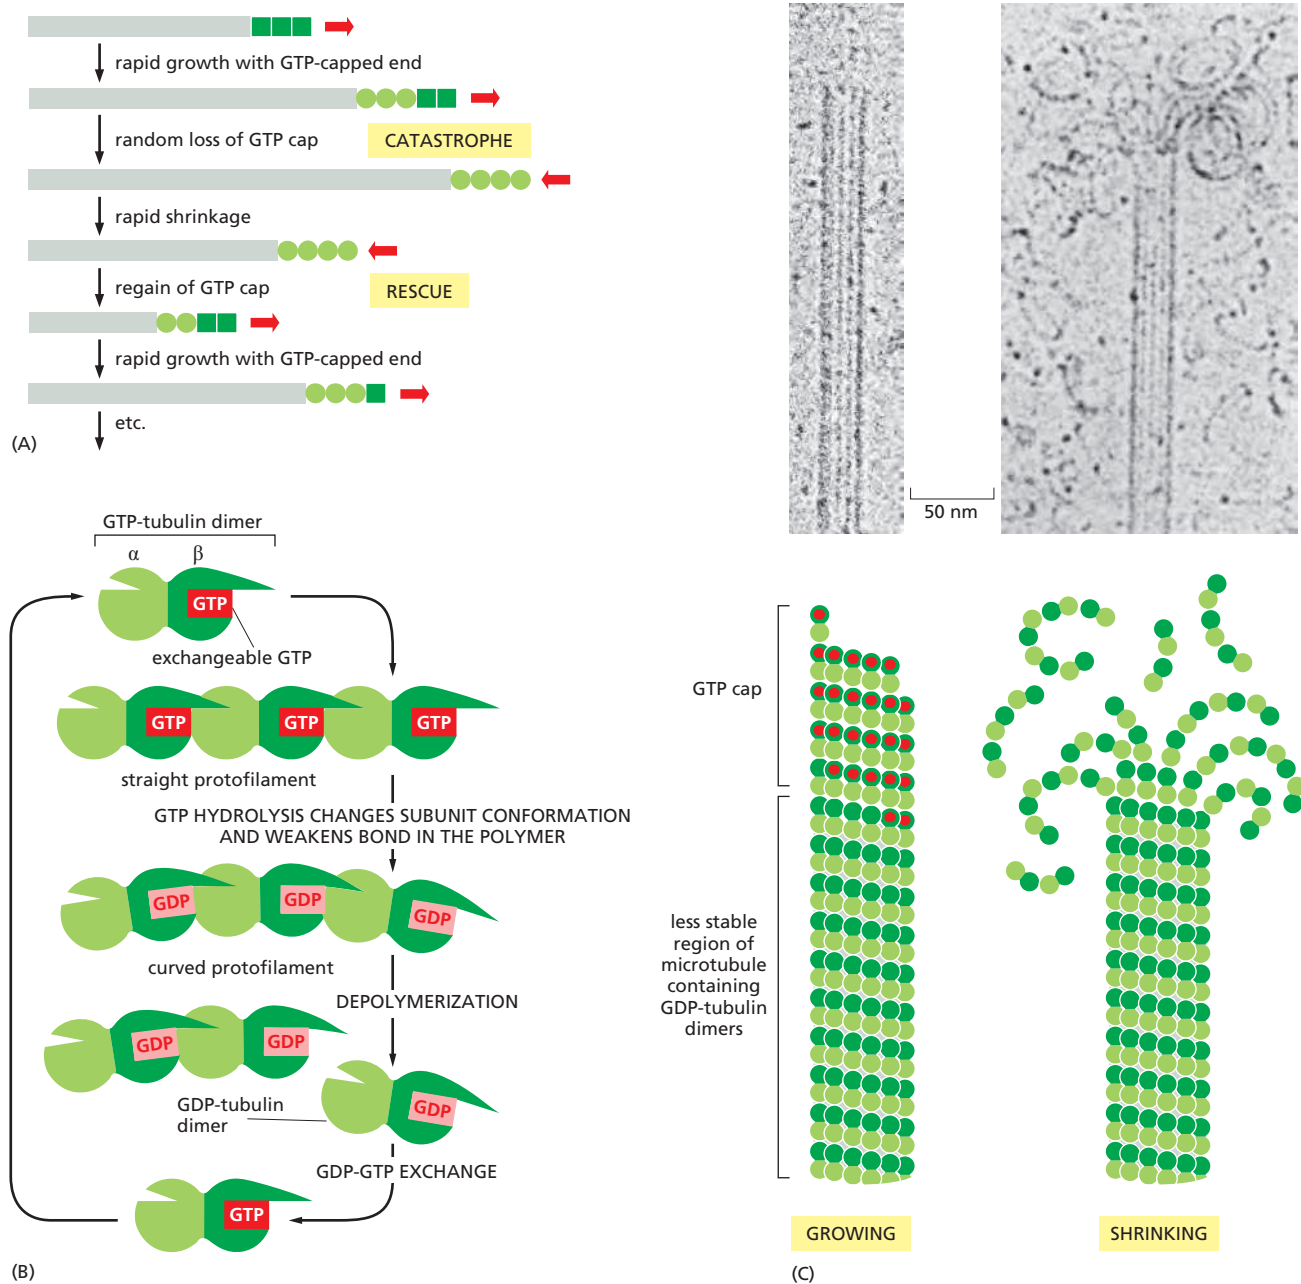 rapid growth with GTP-capped end
random loss of GTP cap
CATASTROPHE
rapid shrinkage
regain of GTP cap
RESCUE
rapid growth with GTP-capped end
etc.
(A)
50 nm
GTP-tubulin dimer
α
β
GTP
exchangeable GTP
GTP
GTP
GTP
straight protofilament
GTP HYDROLYSIS CHANGES SUBUNIT CONFORMATION
AND WEAKENS BOND IN THE POLYMER
GDP
GDP
GDP
curved protofilament
DEPOLYMERIZATION
GDP
GDP
GDP
GDP-tubulin
dimer
GDP-GTP EXCHANGE
GTP
(B)
GTP cap
less stable
region of
microtubule
containing
GDP-tubulin
dimers
GROWING
SHRINKING
(C)